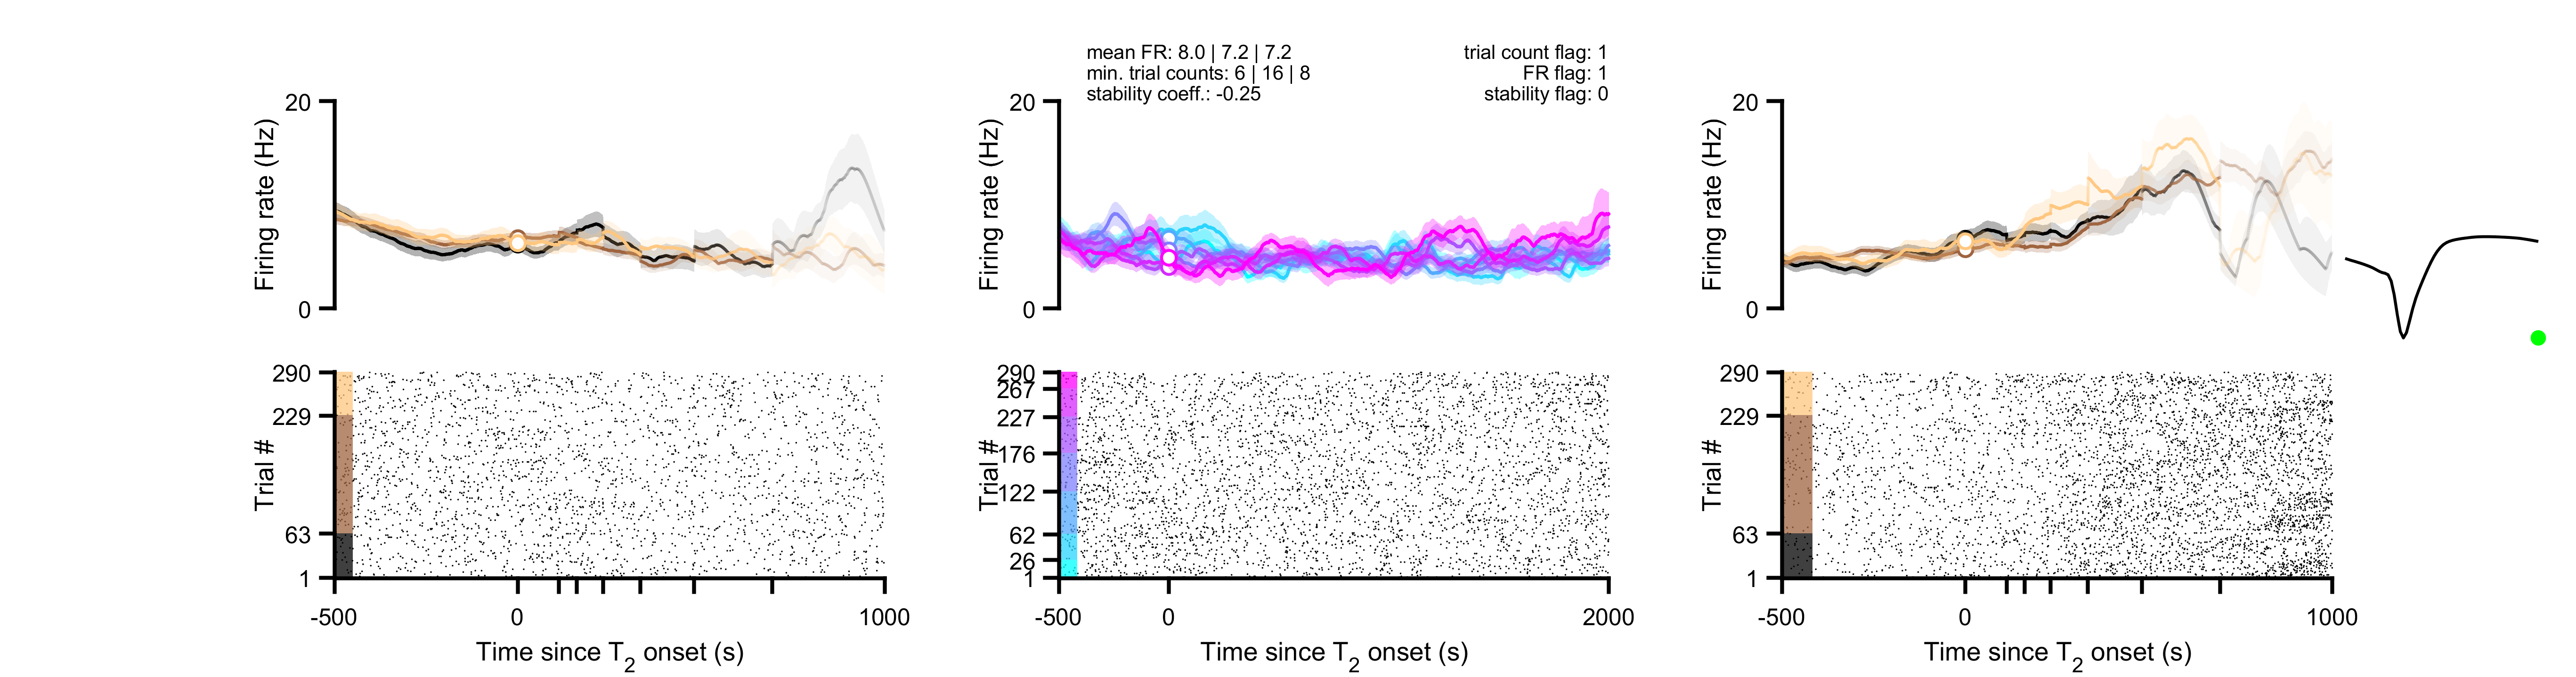 mean FR: 8.0 | 7.2 | 7.2
min. trial counts: 6 | 16 | 8
stability coeff.: -0.25
trial count flag: 1
FR flag: 1
stability flag: 0
20
Firing rate (Hz)
0
290
229
Trial #
63
1
-500
0
1000
Time since T2 onset (s)
20
Firing rate (Hz)
0
290
267
227
176
Trial #
122
62
26
1
-500
0
2000
Time since T2 onset (s)
20
Firing rate (Hz)
0
290
229
Trial #
63
1
-500
0
1000
Time since T2 onset (s)